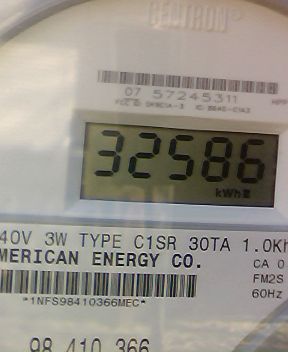 CENTRON®
07 57245311
32586
kWh
40V 3W TYPE C1SR 30TA 1.0Kh
MERICAN ENERGY CO.
CA 0
FM2S
60Hz
*1NFS98410366MEC*
98 410 366